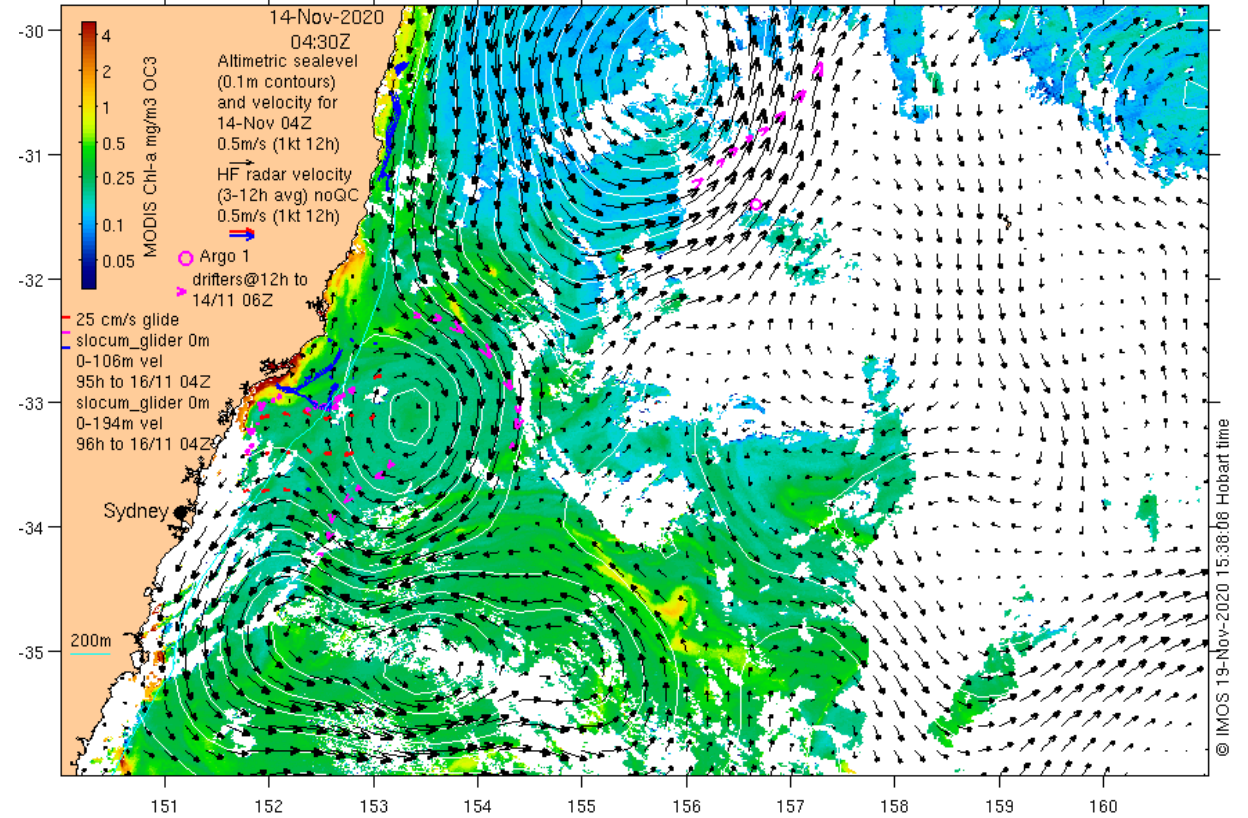 14-Nov-2020
04:30Z
Altimetric sealevel
(0.1m contours)
and velocity for
14-Nov 04Z
0.5m/s (1kt 12h)
HF radar velocity
(3-12h avg) noQC
0.5m/s (1kt 12h)
Argo 1
drifters@12h to
14/11 06Z
25 cm/s glide
slocum_glider 0m
0-106m vel
95h to 16/11 04Z
slocum_glider 0m
0-194m vel
96h to 16/11 04Z
4
2
1
0.5
0.25
0.1
0.05
MODIS Chl-a mg/m3 OC3
Sydney
200m
-30
-31
-32
-33
-34
-35
151 152 153 154 155 156 157 158 159 160
© IMOS 19-Nov-2020 15:38:08 Hobart time